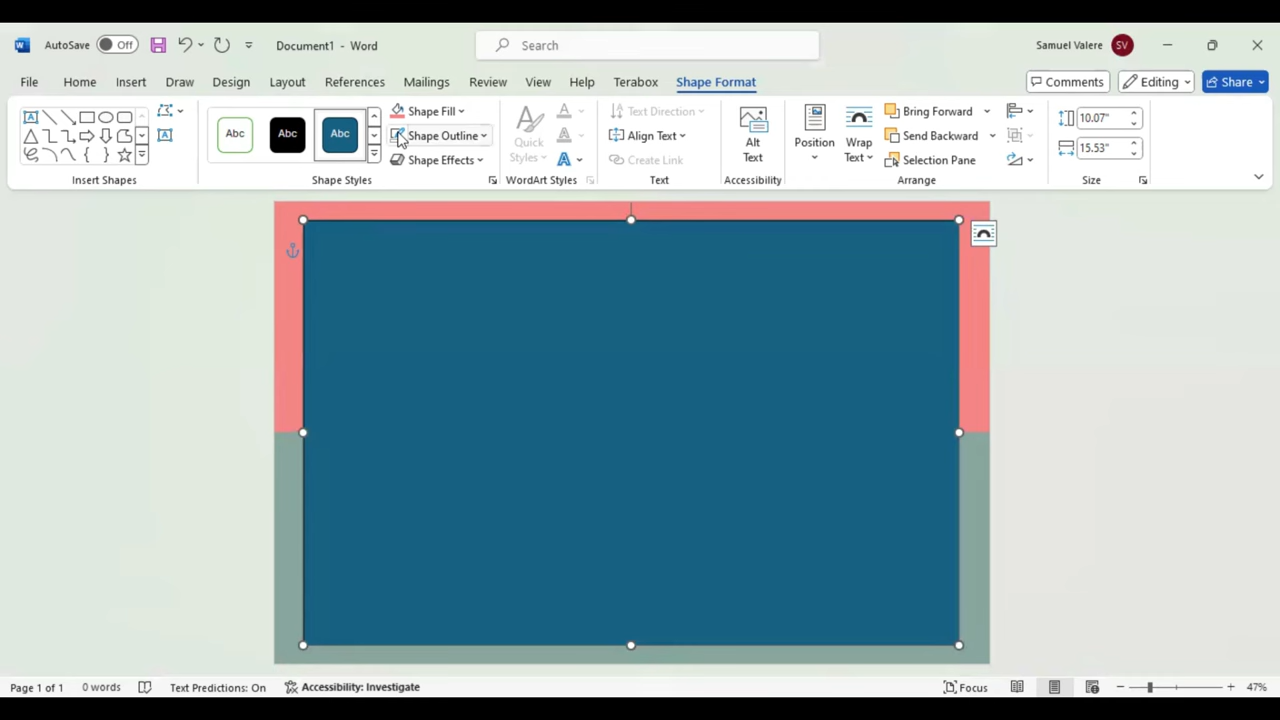 AutoSave Off Document1 - Word Search Samuel Valere SV
File Home Insert Draw Design Layout References Mailings Review View Help Terabox Shape Format Comments Editing Share
Abc Abc Abc
Shape Fill
Shape Outline
Shape Effects
Quick
Styles
Text Direction
Align Text
Create Link
Alt
Text
Position
Wrap
Text
Bring Forward
Send Backward
Selection Pane
10.07"
15.53"
Insert Shapes Shape Styles WordArt Styles Text Accessibility Arrange Size
Page 1 of 1 0 words Text Predictions: On Accessibility: Investigate Focus 47%